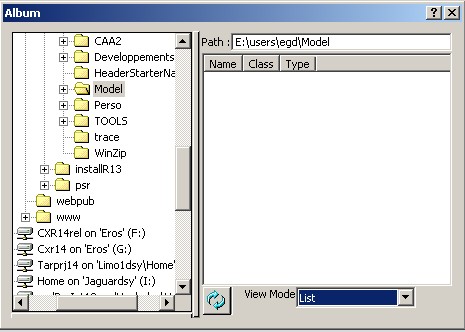 Album
CAA2
Developpements
HeaderStarterNa
Model
Perso
TOOLS
trace
WinZip
installR13
psr
webpub
www
CXR14rel on 'Eros' (F:)
Cxr14 on 'Eros' (G:)
Tarprj14 on 'Limo1dsy\Home'
Home on 'Jaguardsy' (I:)
Path : E:\users\egd\Model
Name Class Type
View Mode List